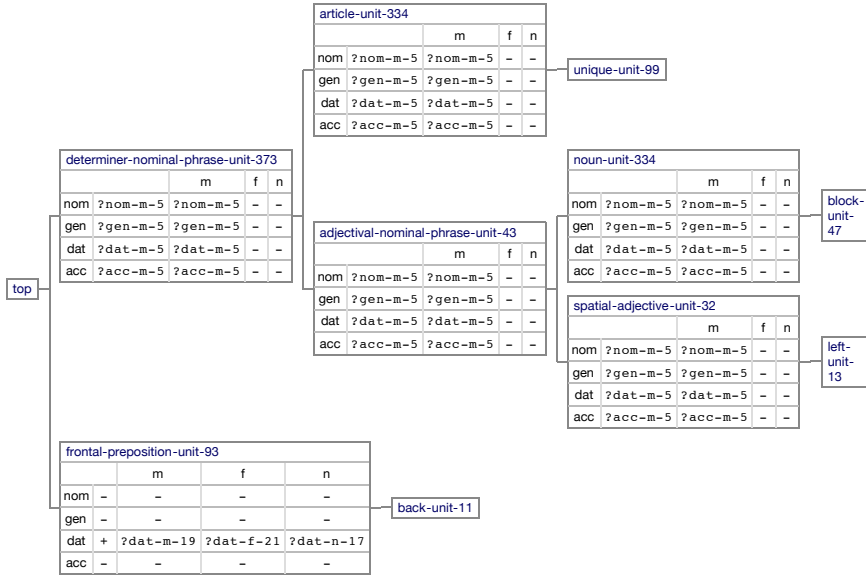 article-unit-334
m f n
nom ?nom-m-5 ?nom-m-5 - -
gen ?gen-m-5 ?gen-m-5 - -
dat ?dat-m-5 ?dat-m-5 - -
acc ?acc-m-5 ?acc-m-5 - -
unique-unit-99
determiner-nominal-phrase-unit-373
m f n
nom ?nom-m-5 ?nom-m-5 - -
gen ?gen-m-5 ?gen-m-5 - -
dat ?dat-m-5 ?dat-m-5 - -
acc ?acc-m-5 ?acc-m-5 - -
noun-unit-334
m f n
nom ?nom-m-5 ?nom-m-5 - -
gen ?gen-m-5 ?gen-m-5 - -
dat ?dat-m-5 ?dat-m-5 - -
acc ?acc-m-5 ?acc-m-5 - -
block-
unit-
47
adjectival-nominal-phrase-unit-43
m f n
nom ?nom-m-5 ?nom-m-5 - -
gen ?gen-m-5 ?gen-m-5 - -
dat ?dat-m-5 ?dat-m-5 - -
acc ?acc-m-5 ?acc-m-5 - -
top
spatial-adjective-unit-32
m f n
nom ?nom-m-5 ?nom-m-5 - -
gen ?gen-m-5 ?gen-m-5 - -
dat ?dat-m-5 ?dat-m-5 - -
acc ?acc-m-5 ?acc-m-5 - -
left-
unit-
13
frontal-preposition-unit-93
m f n
nom - - - -
gen - - - -
dat + ?dat-m-19 ?dat-f-21 ?dat-n-17
acc - - - -
back-unit-11